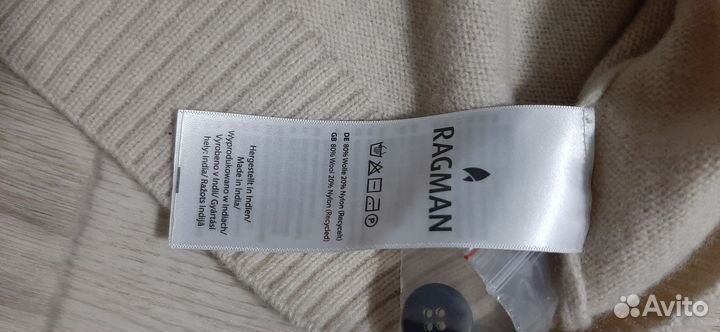 RAGMAN
P
DE 80% Wolle 20% Nylon (Recycelt)
GB 80% Wool 20% Nylon (Recycled)
Hergestellt in Indien/
Made in India/
Wyprodukowano w Indiach/
Vyrobeno v Indii/ Gyártási
hely: India/ Ražots Indijā
Avito